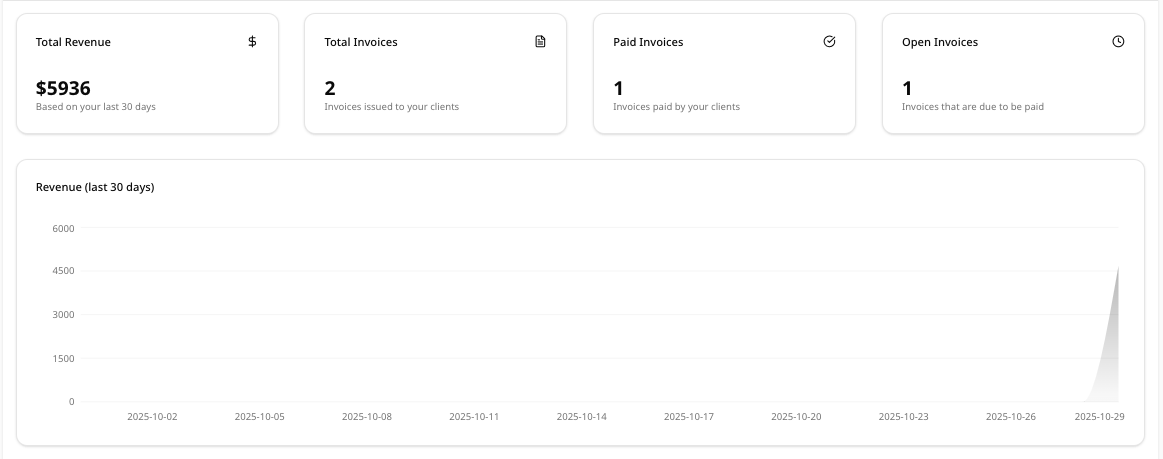 Total Revenue
$5936
Based on your last 30 days
Total Invoices
2
Invoices issued to your clients
Paid Invoices
1
Invoices paid by your clients
Open Invoices
1
Invoices that are due to be paid
Revenue (last 30 days)
6000
4500
3000
1500
0
2025-10-02 2025-10-05 2025-10-08 2025-10-11 2025-10-14 2025-10-17 2025-10-20 2025-10-23 2025-10-26 2025-10-29